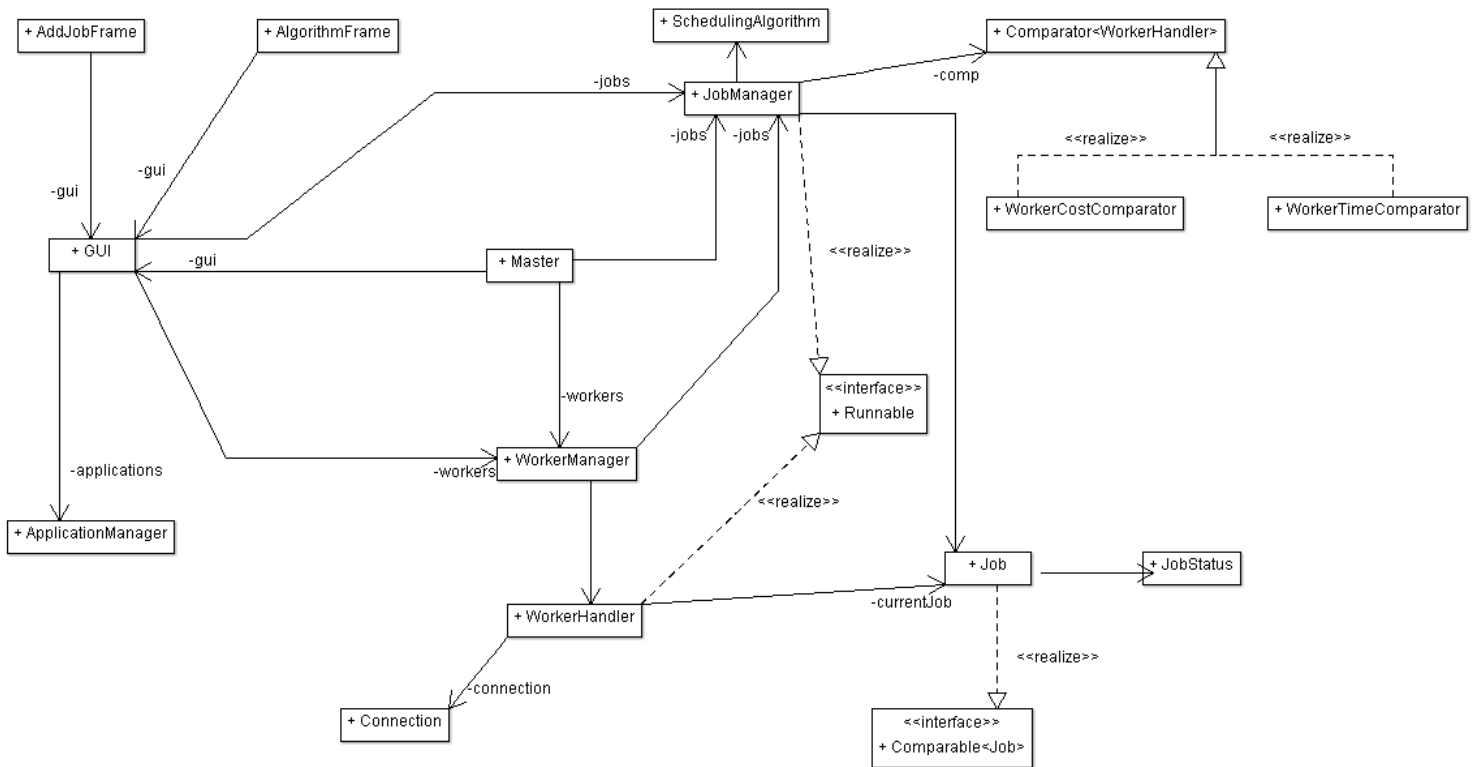 + AddJobFrame
+ AlgorithmFrame
+ SchedulingAlgorithm
+ Comparator<WorkerHandler>
-jobs
-comp
+ JobManager
-jobs
-jobs
<<realize>>
<<realize>>
-gui
-gui
+ WorkerCostComparator
+ WorkerTimeComparator
+ GUI
<<realize>>
-gui
+ Master
<<interface>>
+ Runnable
-workers
+ WorkerManager
-workers
-applications
<<realize>>
+ ApplicationManager
+ Job
+ JobStatus
-currentJob
+ WorkerHandler
<<realize>>
-connection
+ Connection
<<interface>>
+ Comparable<Job>